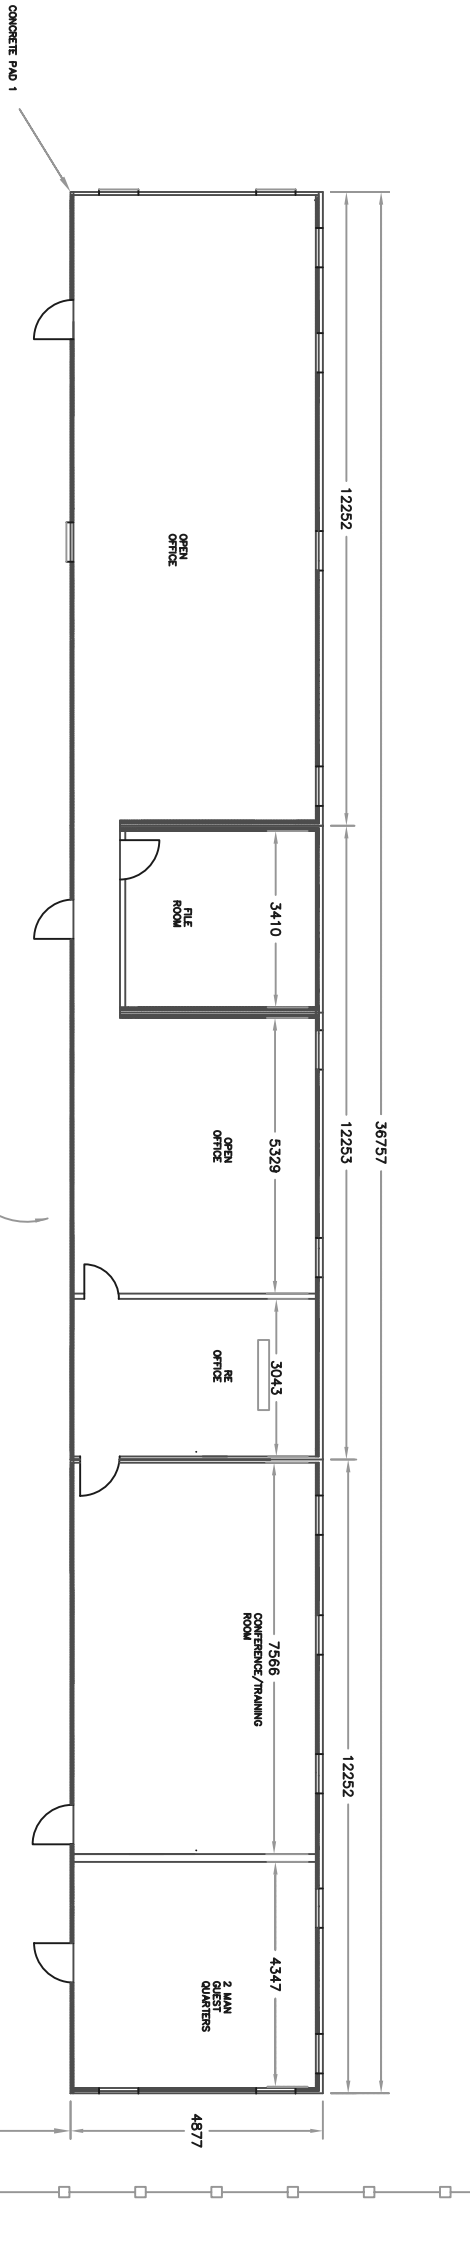 CONCRETE PAD 1
12252
OPEN
OFFICE
FILE
ROOM
3410
36757
12253
OPEN
OFFICE
5329
RE
OFFICE
3043
CONFERENCE/TRAINING
ROOM
7566
12252
2 MAN
GUEST
QUARTERS
4347
4877